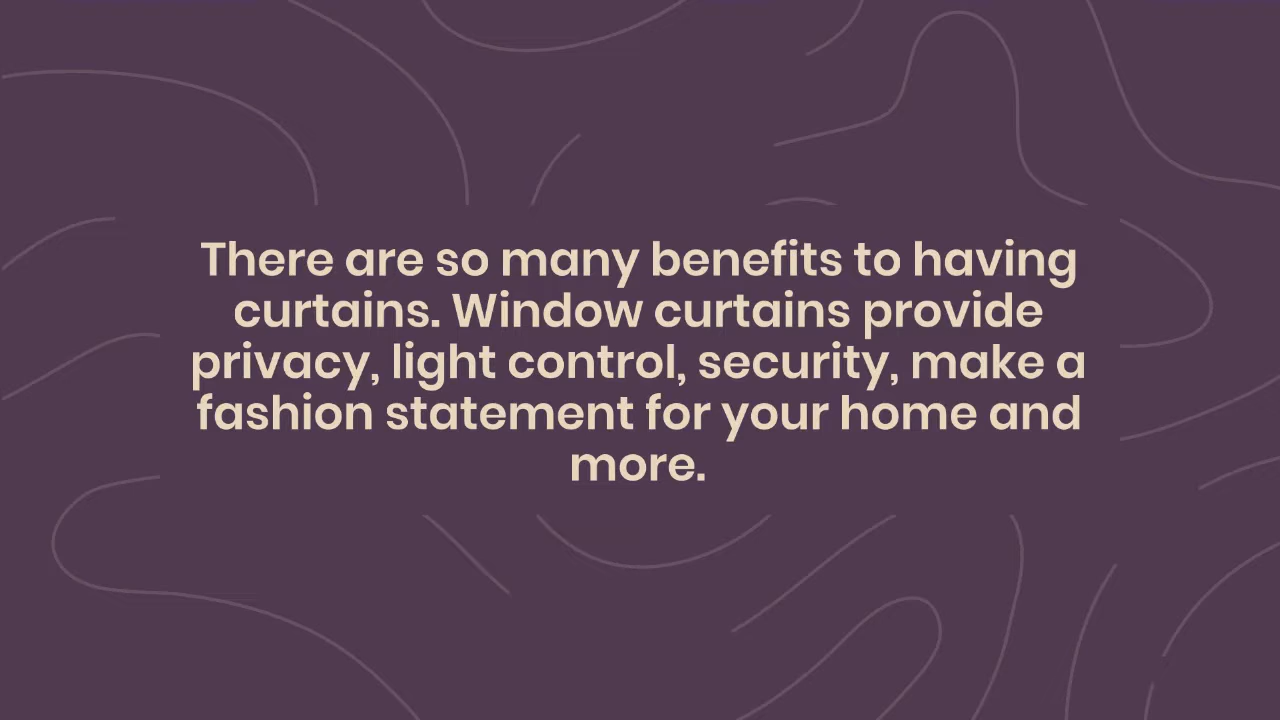 There are so many benefits to having
curtains. Window curtains provide
privacy, light control, security, make a
fashion statement for your home and
more.